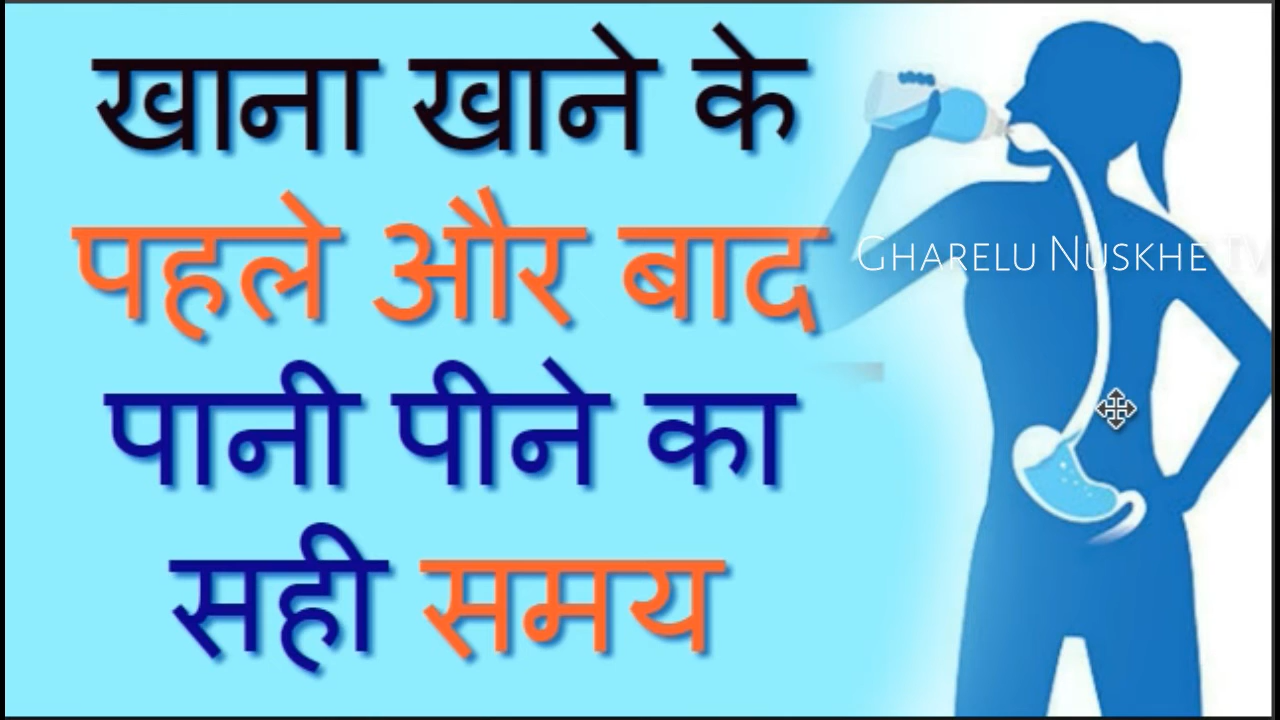 खाना खाने के
पहले और बाद
GHARELU NUSKHE TV
पानी पीने का
सही समय